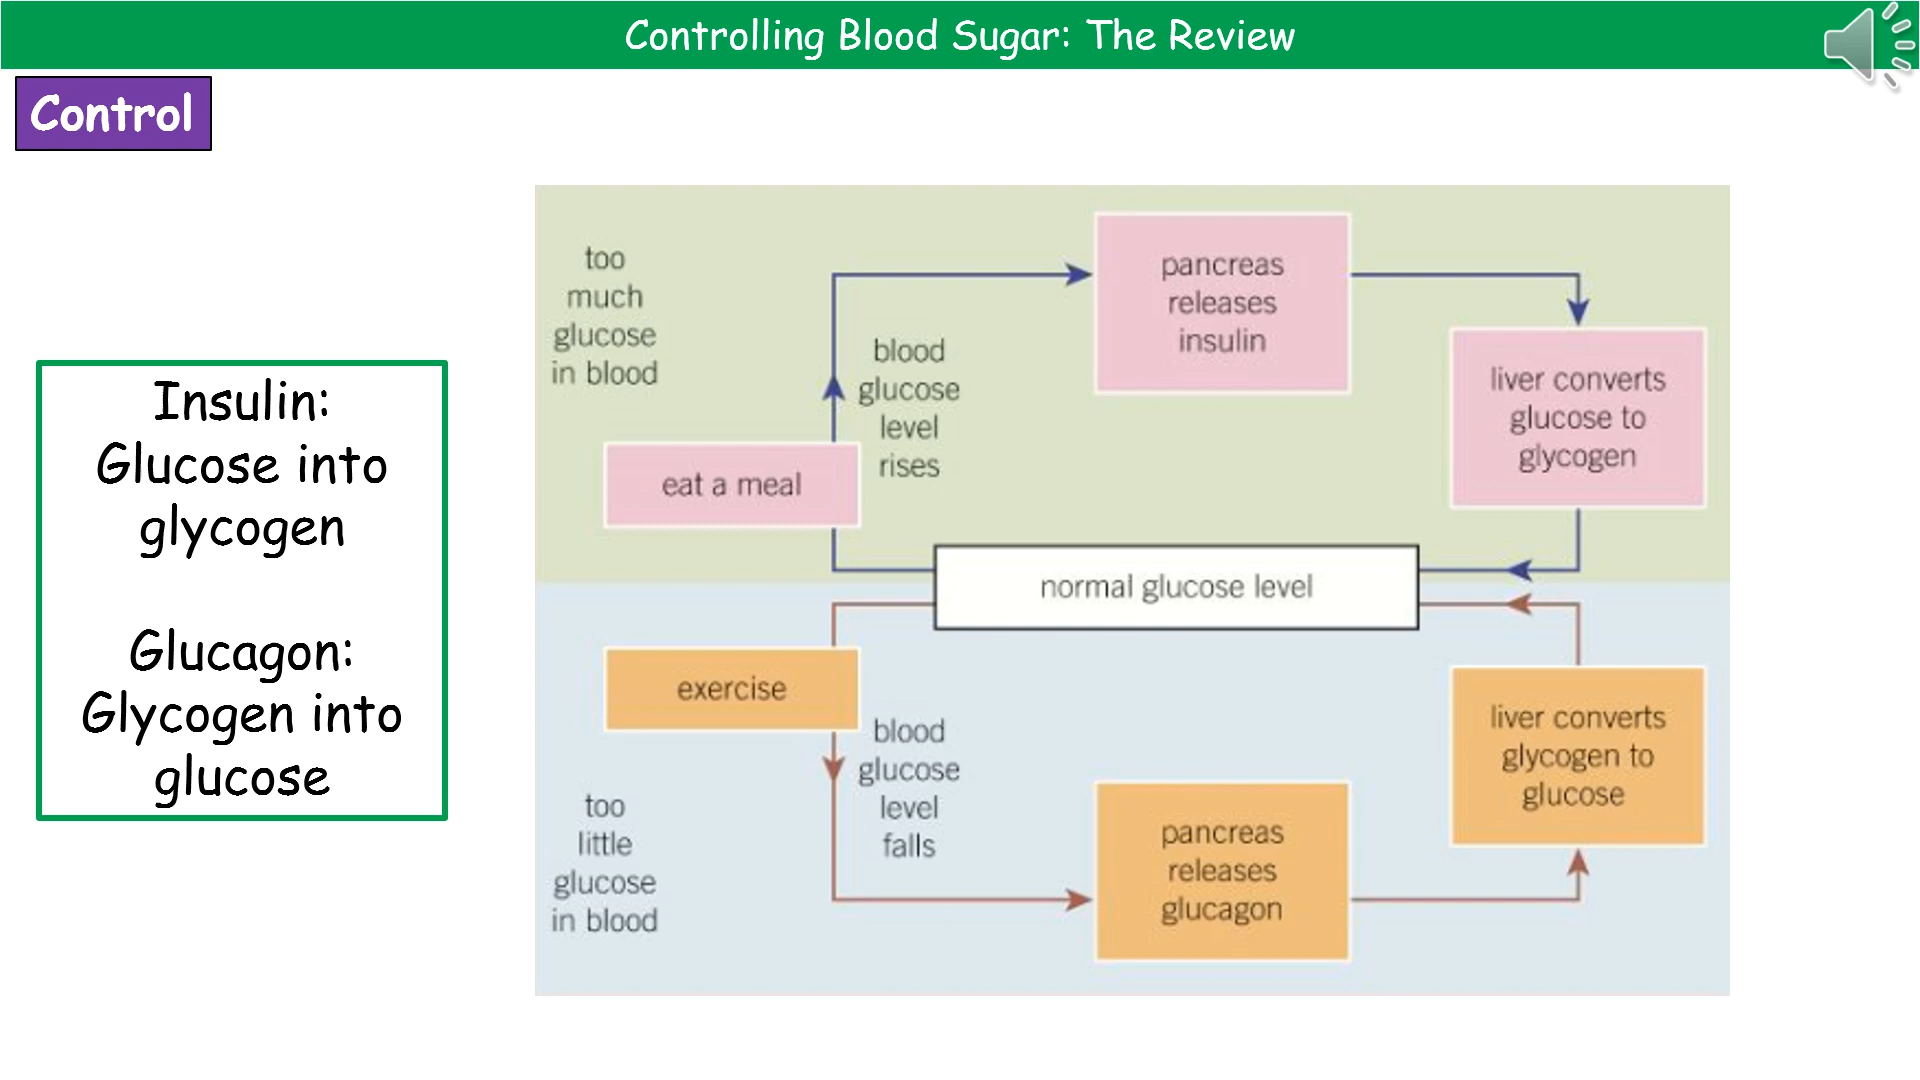 Controlling Blood Sugar: The Review
Control
Insulin:
Glucose into
glycogen
Glucagon:
Glycogen into
glucose
too
much
glucose
in blood
blood
glucose
level
rises
eat a meal
pancreas
releases
insulin
liver converts
glucose to
glycogen
normal glucose level
exercise
blood
glucose
level
falls
too
little
glucose
in blood
pancreas
releases
glucagon
liver converts
glycogen to
glucose